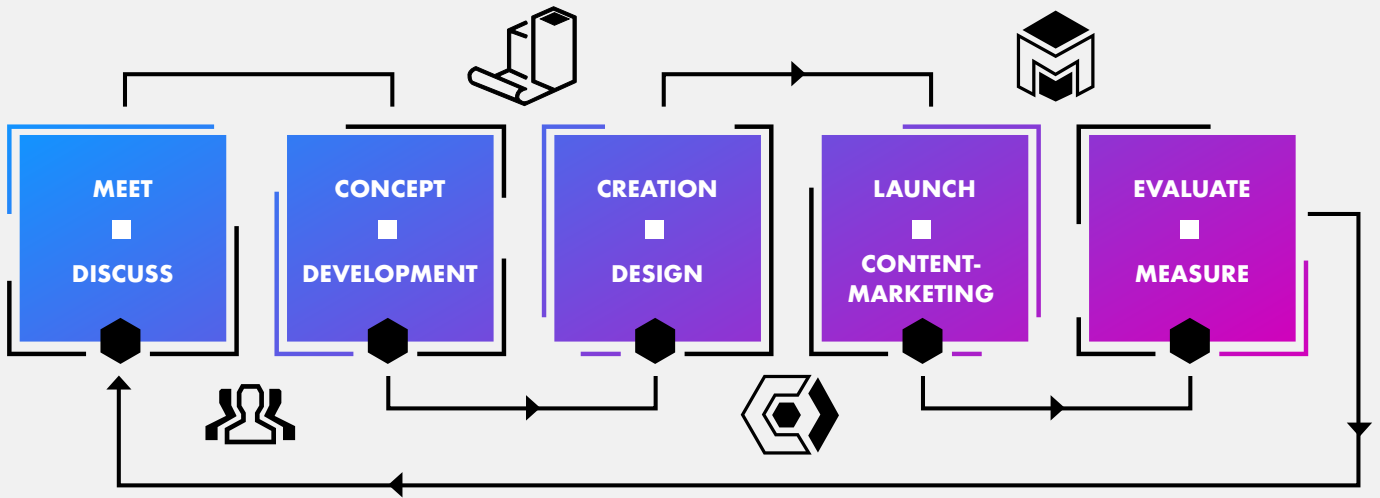 MEET
DISCUSS
CONCEPT
DEVELOPMENT
CREATION
DESIGN
LAUNCH
CONTENT-
MARKETING
EVALUATE
MEASURE